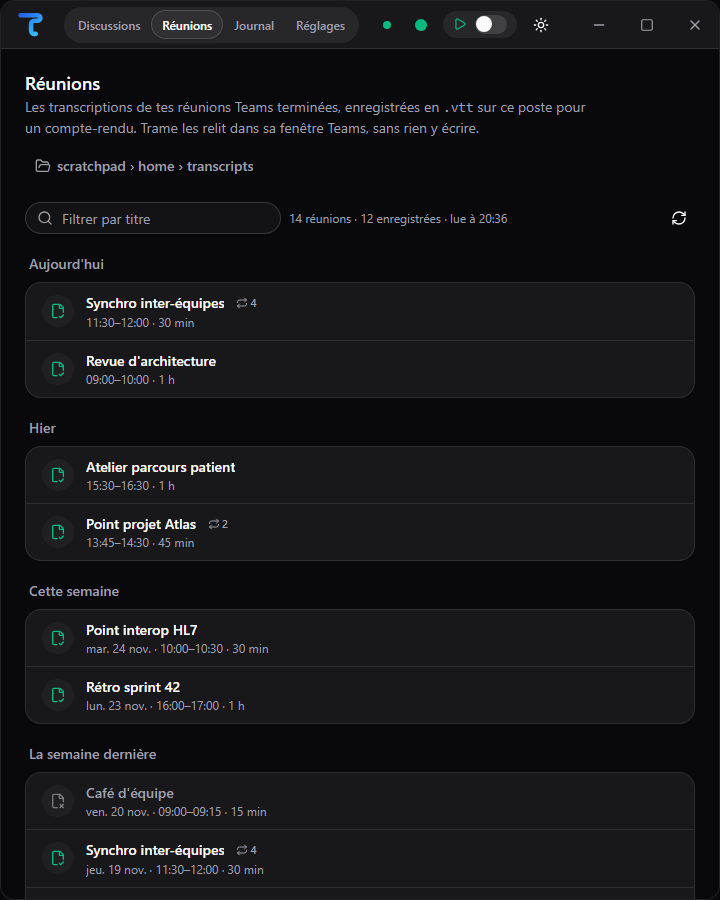 Discussions Réunions Journal Réglages
Réunions
Les transcriptions de tes réunions Teams terminées, enregistrées en .vtt sur ce poste pour
un compte-rendu. Trame les relit dans sa fenêtre Teams, sans rien y écrire.
scratchpad › home › transcripts
Filtrer par titre
14 réunions · 12 enregistrées · lue à 20:36
Aujourd'hui
Synchro inter-équipes 4
11:30–12:00 · 30 min
Revue d'architecture
09:00–10:00 · 1 h
Hier
Atelier parcours patient
15:30–16:30 · 1 h
Point projet Atlas 2
13:45–14:30 · 45 min
Cette semaine
Point interop HL7
mar. 24 nov. · 10:00–10:30 · 30 min
Rétro sprint 42
lun. 23 nov. · 16:00–17:00 · 1 h
La semaine dernière
Café d'équipe
ven. 20 nov. · 09:00–09:15 · 15 min
Synchro inter-équipes 4
jeu. 19 nov. · 11:30–12:00 · 30 min